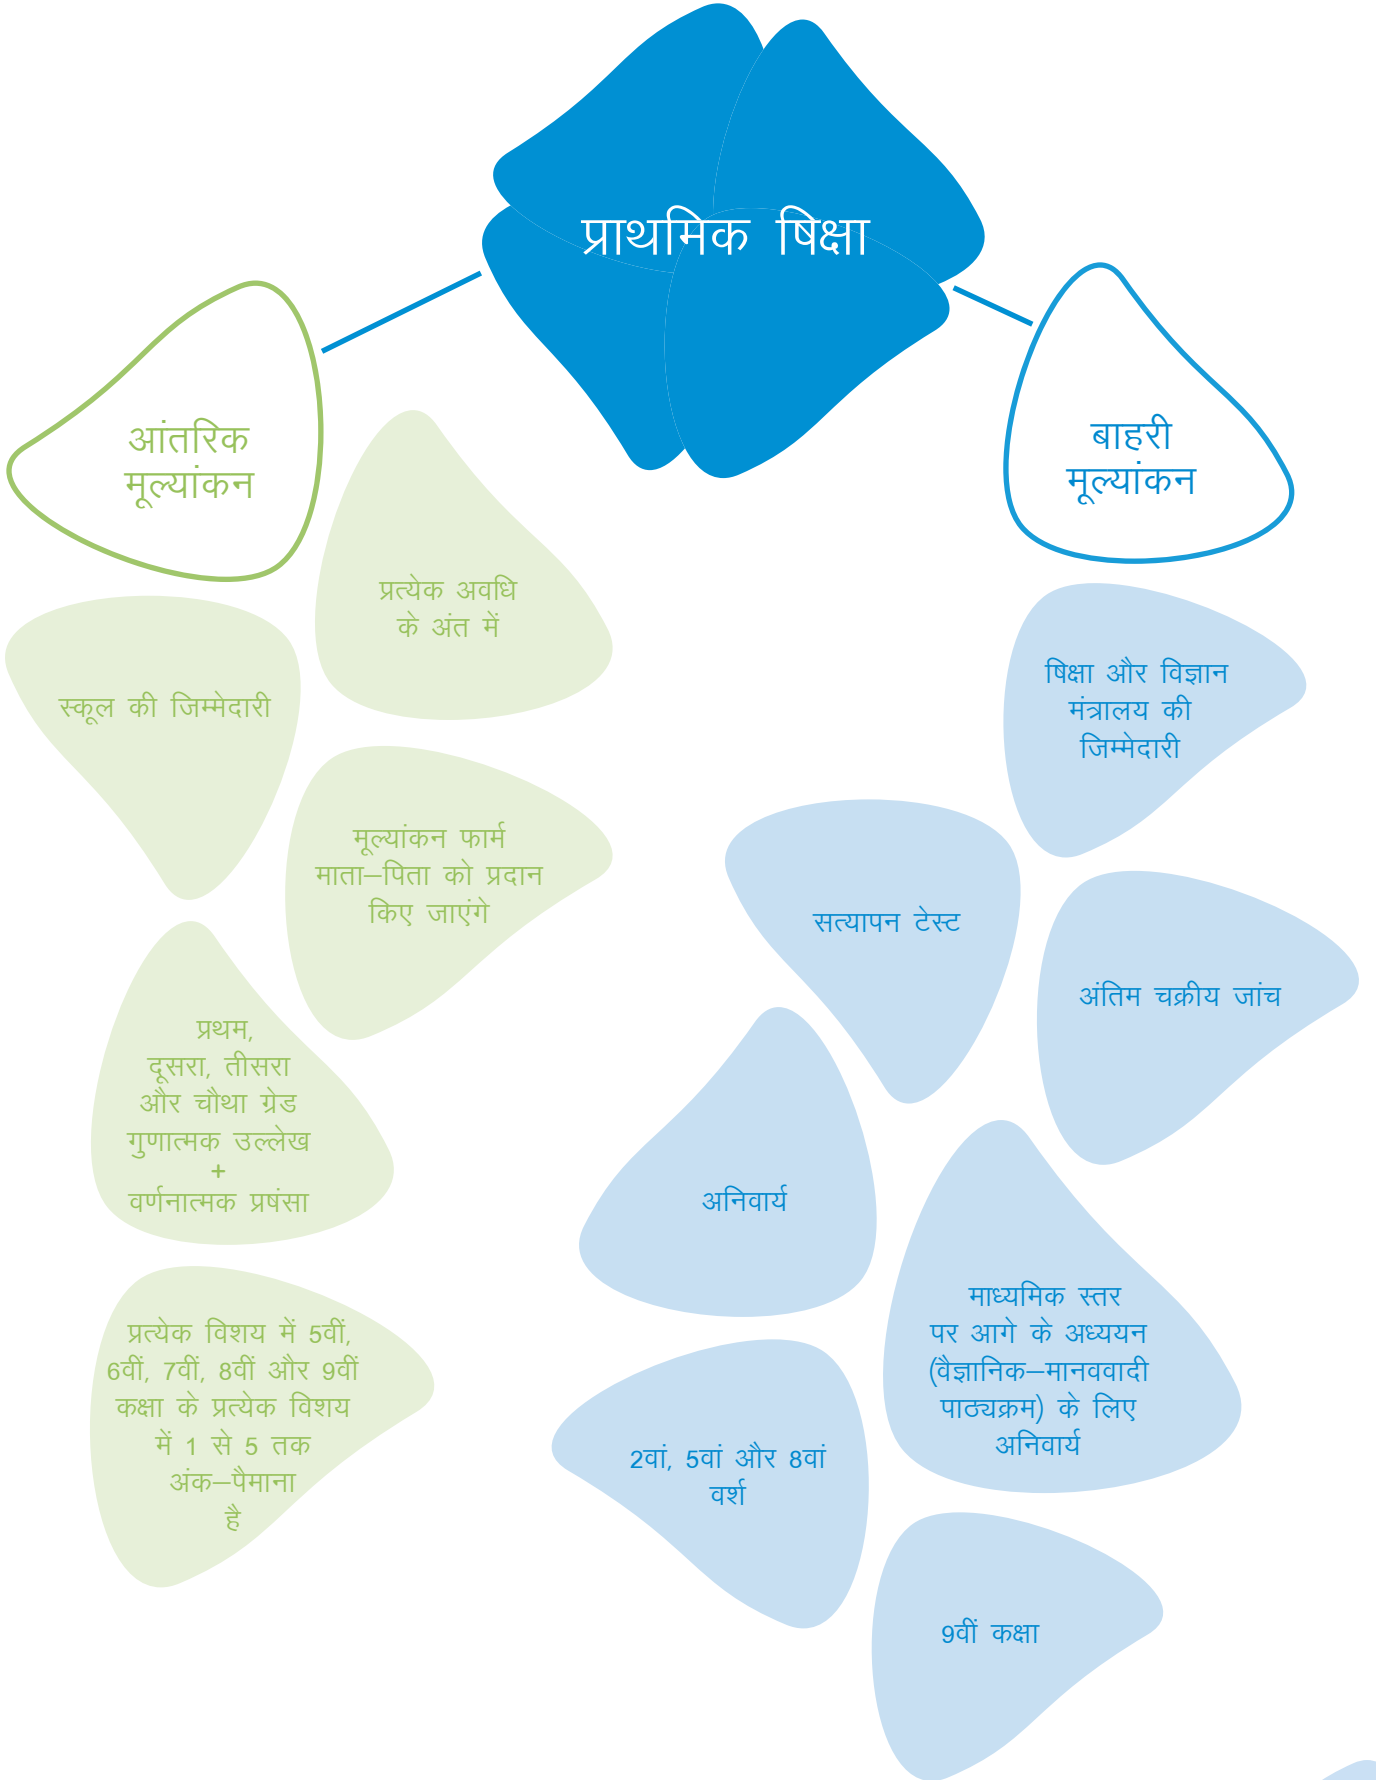 प्राथमिक षिक्षा
आंतरिक
मूल्यांकन
प्रत्येक अवधि
के अंत में
स्कूल की जिम्मेदारी
मूल्यांकन फार्म
माता–पिता को प्रदान
किए जाएंगे
प्रथम,
दूसरा, तीसरा
और चौथा ग्रेड
गुणात्मक उल्लेख
+
वर्णनात्मक प्रषंसा
प्रत्येक विशय में 5वीं,
6वीं, 7वीं, 8वीं और 9वीं
कक्षा के प्रत्येक विशय
में 1 से 5 तक
अंक–पैमाना
है
बाहरी
मूल्यांकन
षिक्षा और विज्ञान
मंत्रालय की
जिम्मेदारी
सत्यापन टेस्ट
अंतिम चक्रीय जांच
अनिवार्य
माध्यमिक स्तर
पर आगे के अध्ययन
(वैज्ञानिक–मानववादी
पाठ्यक्रम) के लिए
अनिवार्य
2वां, 5वां और 8वां
वर्श
9वीं कक्षा